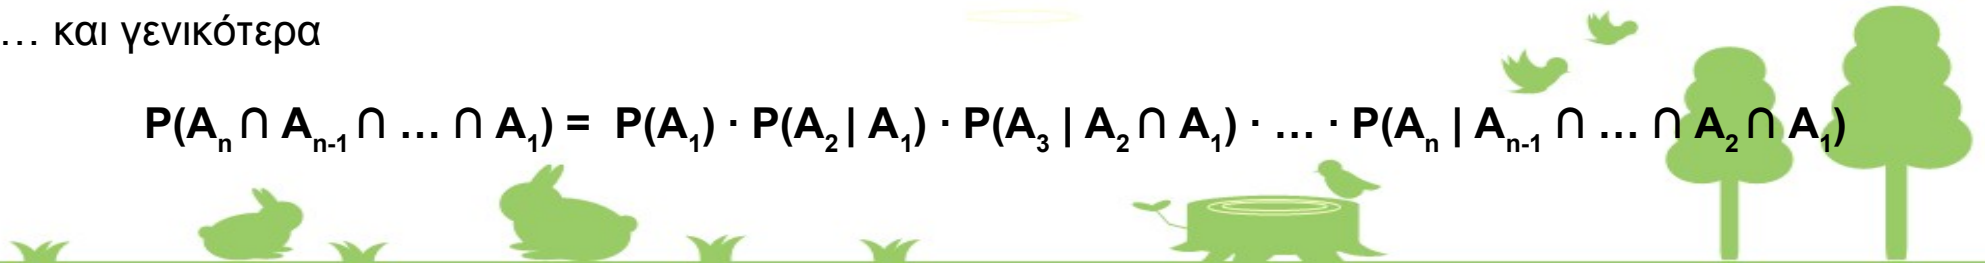 … και γενικότερα
P(Aₙ ∩ Aₙ₋₁ ∩ … ∩ A₁) = P(A₁) · P(A₂ | A₁) · P(A₃ | A₂ ∩ A₁) · … · P(Aₙ | Aₙ₋₁ ∩ … ∩ A₂ ∩ A₁)